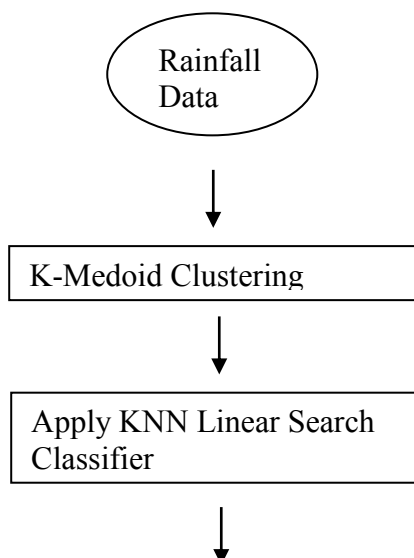 Rainfall
Data
K-Medoid Clustering
Apply KNN Linear Search
Classifier